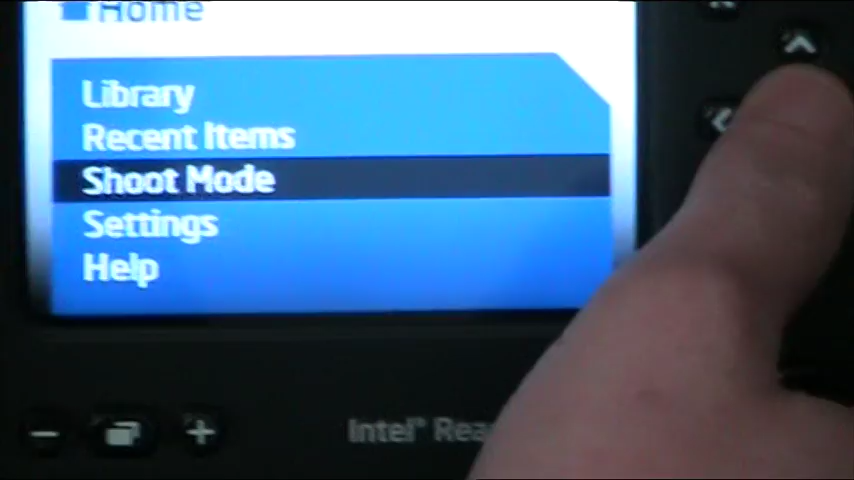 Home
Library
Recent Items
Shoot Mode
Settings
Help
Intel®